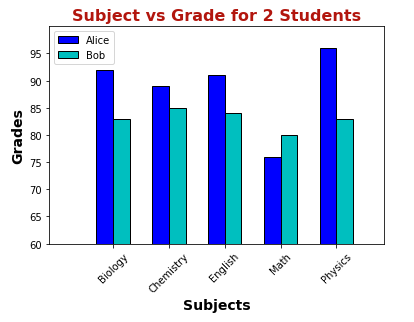 Subject vs Grade for 2 Students
Alice
Bob
95
90
85
80
75
70
65
60
Grades
Biology
Chemistry
English
Math
Physics
Subjects